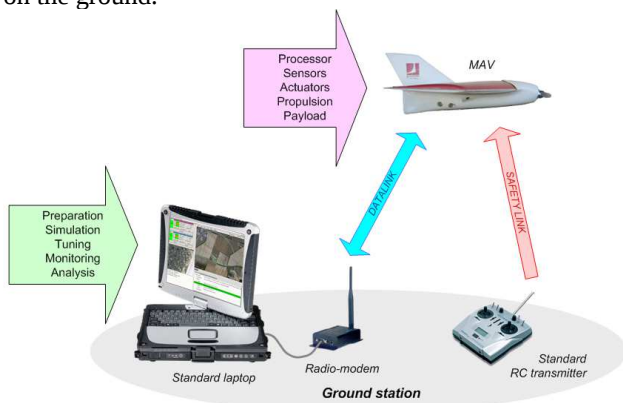 on the ground.
Processor
Sensors
Actuators
Propulsion
Payload
MAV
DATALINK
SAFETY LINK
Preparation
Simulation
Tuning
Monitoring
Analysis
Standard laptop
Radio-modem
Standard
RC transmitter
Ground station